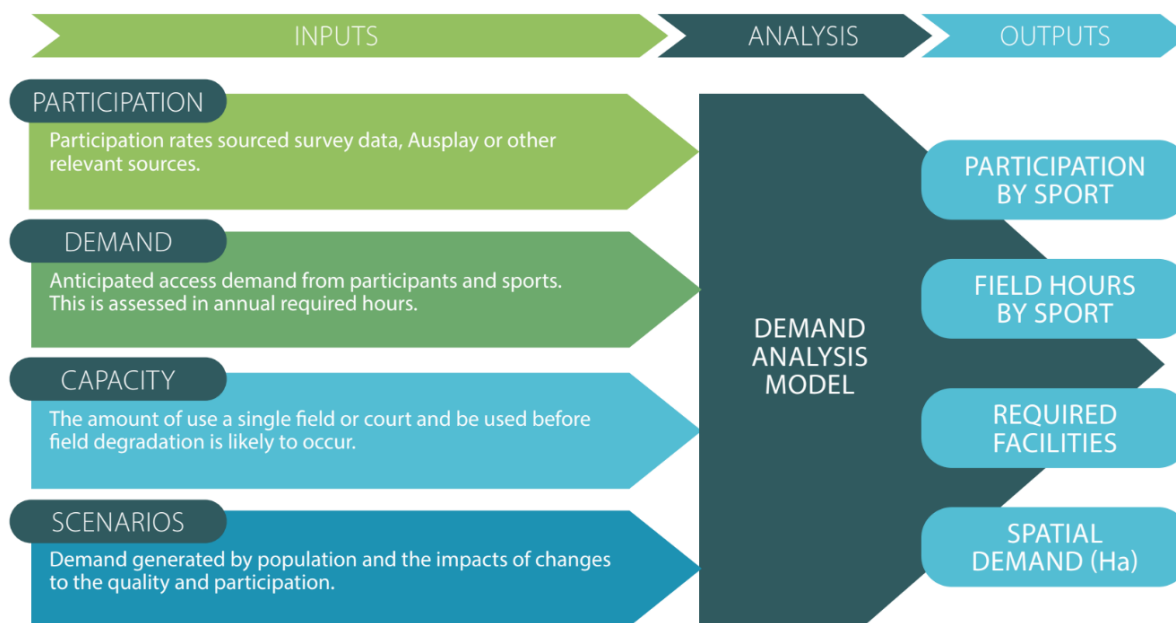 INPUTS
ANALYSIS
OUTPUTS
PARTICIPATION
Participation rates sourced survey data, Ausplay or other
relevant sources.
DEMAND
Anticipated access demand from participants and sports.
This is assessed in annual required hours.
CAPACITY
The amount of use a single field or court and be used before
field degradation is likely to occur.
SCENARIOS
Demand generated by population and the impacts of changes
to the quality and participation.
DEMAND
ANALYSIS
MODEL
PARTICIPATION
BY SPORT
FIELD HOURS
BY SPORT
REQUIRED
FACILITIES
SPATIAL
DEMAND (Ha)